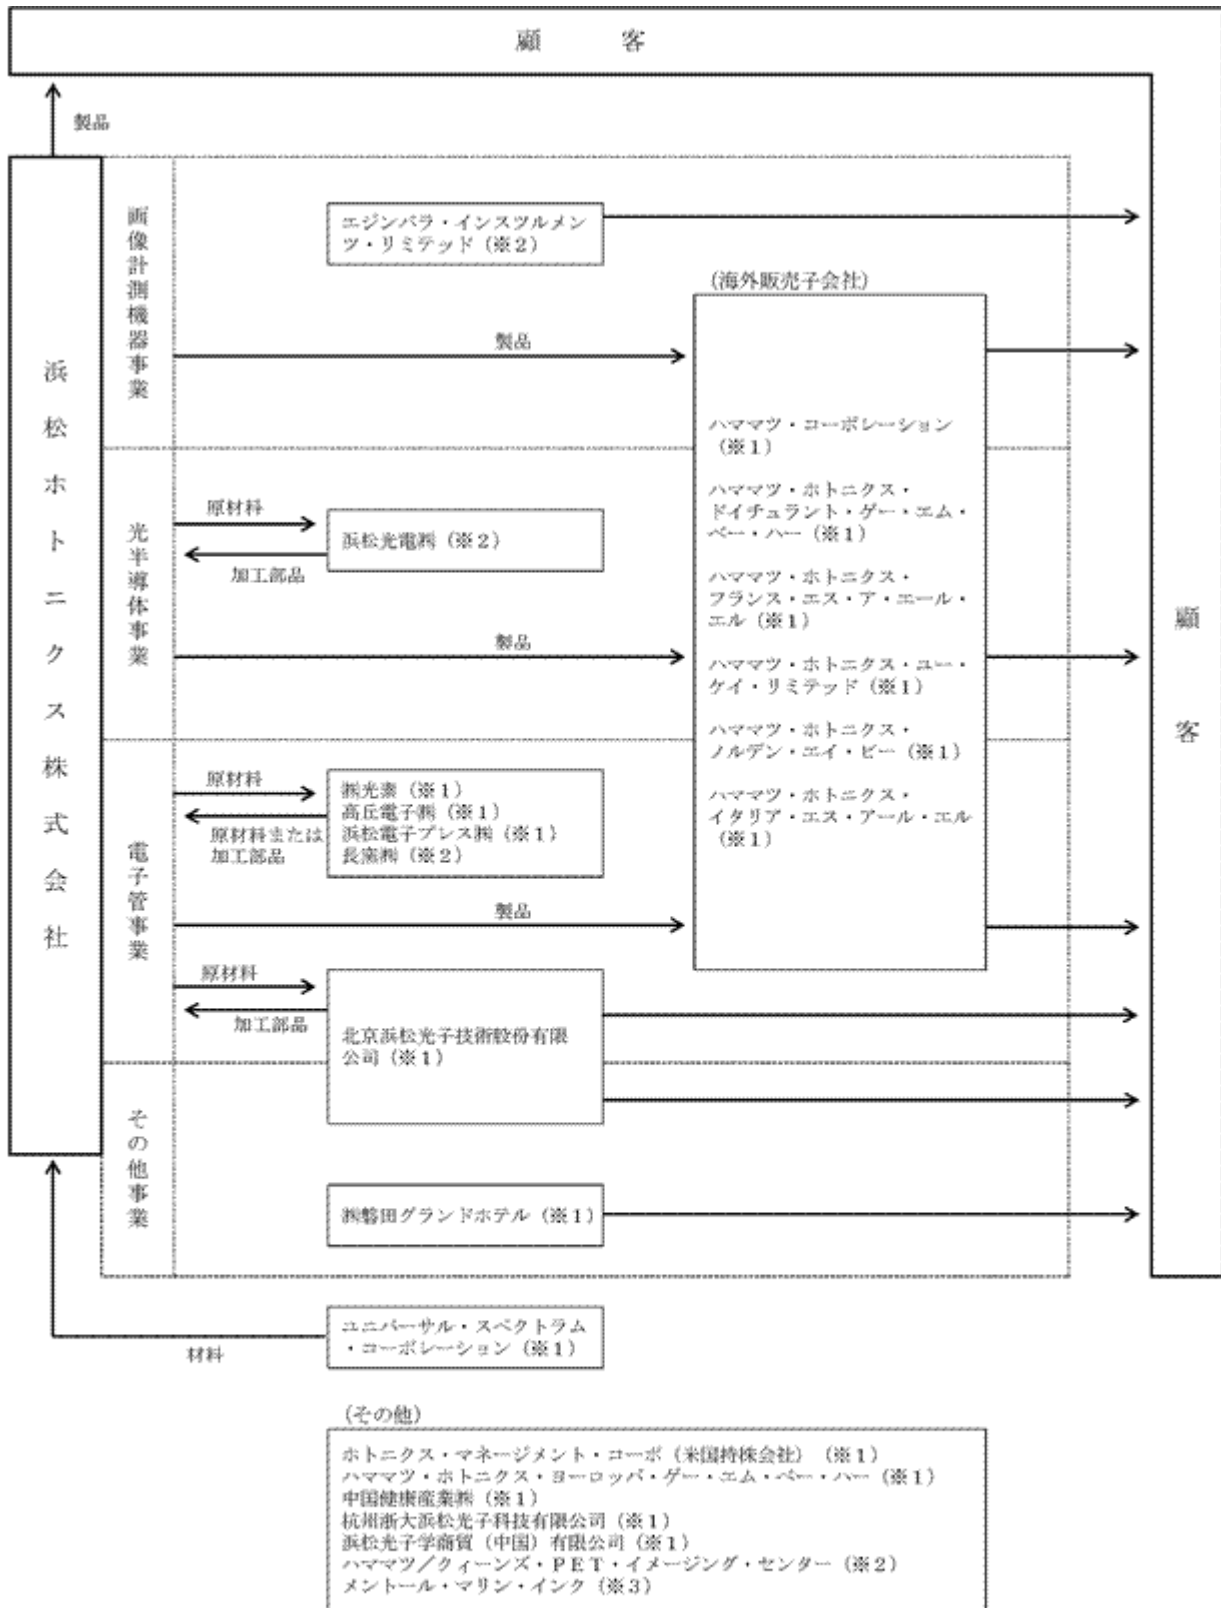 顧　　客
製品
浜松ホトニクス株式会社
画像計測機器事業
エジンバラ・インスツルメン
ツ・リミテッド（※２）
（海外販売子会社）
製品
ハママツ・コーポレーション
（※１）
ハママツ・ホトニクス・
ドイチュラント・ゲー・エム・
ベー・ハー（※１）
ハママツ・ホトニクス・
フランス・エス・ア・エール・
エル（※１）
ハママツ・ホトニクス・ユー・
ケイ・リミテッド（※１）
ハママツ・ホトニクス・
ノルデン・エイ・ビー（※１）
ハママツ・ホトニクス・
イタリア・エス・アール・エル
（※１）
光半導体事業
原材料
浜松光電㈱（※２）
加工部品
製品
顧客
電子管事業
原材料
㈱光素（※１）
高丘電子㈱（※１）
浜松電子プレス㈱（※１）
長窯㈱（※２）
原材料または
加工部品
製品
原材料
加工部品
北京浜松光子技術股份有限
公司（※１）
その他事業
㈱磐田グランドホテル（※１）
ユニバーサル・スペクトラム
・コーポレーション（※１）
材料
（その他）
ホトニクス・マネージメント・コーポ（米国持株会社）（※１）
ハママツ・ホトニクス・ヨーロッパ・ゲー・エム・ベー・ハー（※１）
中国健康産業㈱（※１）
杭州浙大浜松光子科技有限公司（※１）
浜松光子学商貿（中国）有限公司（※１）
ハママツ／クィーンズ・ＰＥＴ・イメージング・センター（※２）
メントール・マリン・インク（※３）